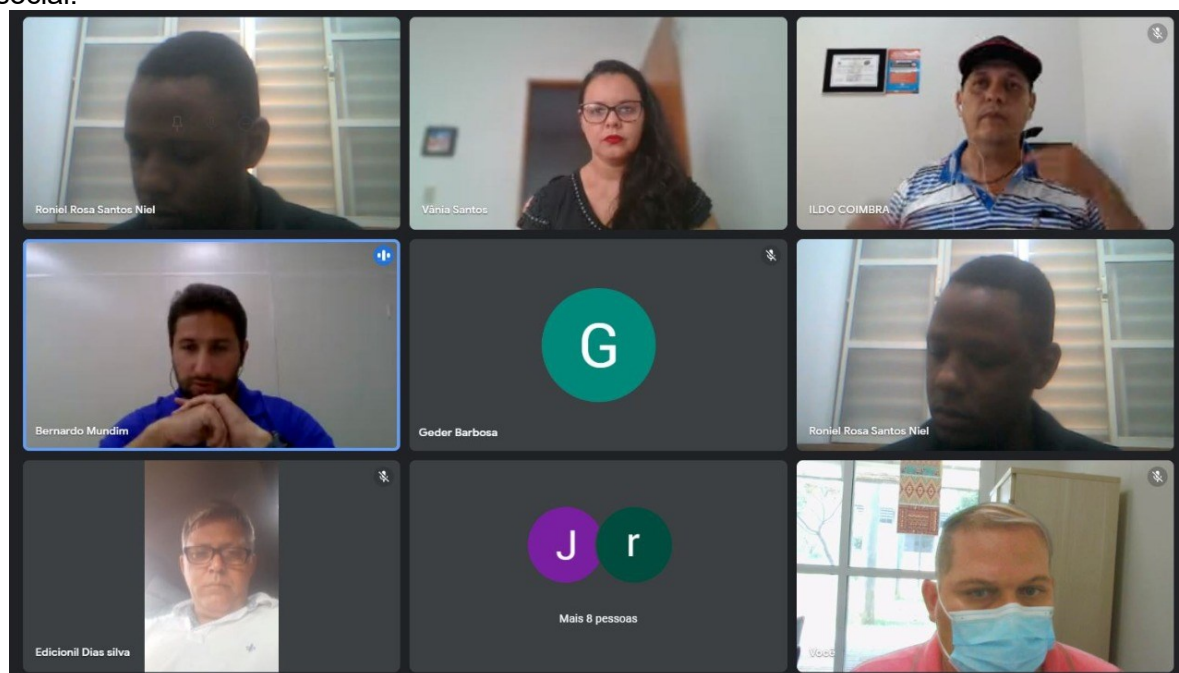 social.
Roniel Rosa Santos Niel
Vânia Santos
ILDO COIMBRA
Bernardo Mundim
G
Geder Barbosa
Roniel Rosa Santos Niel
Edicionil Dias silva
J r
Mais 8 pessoas
Você